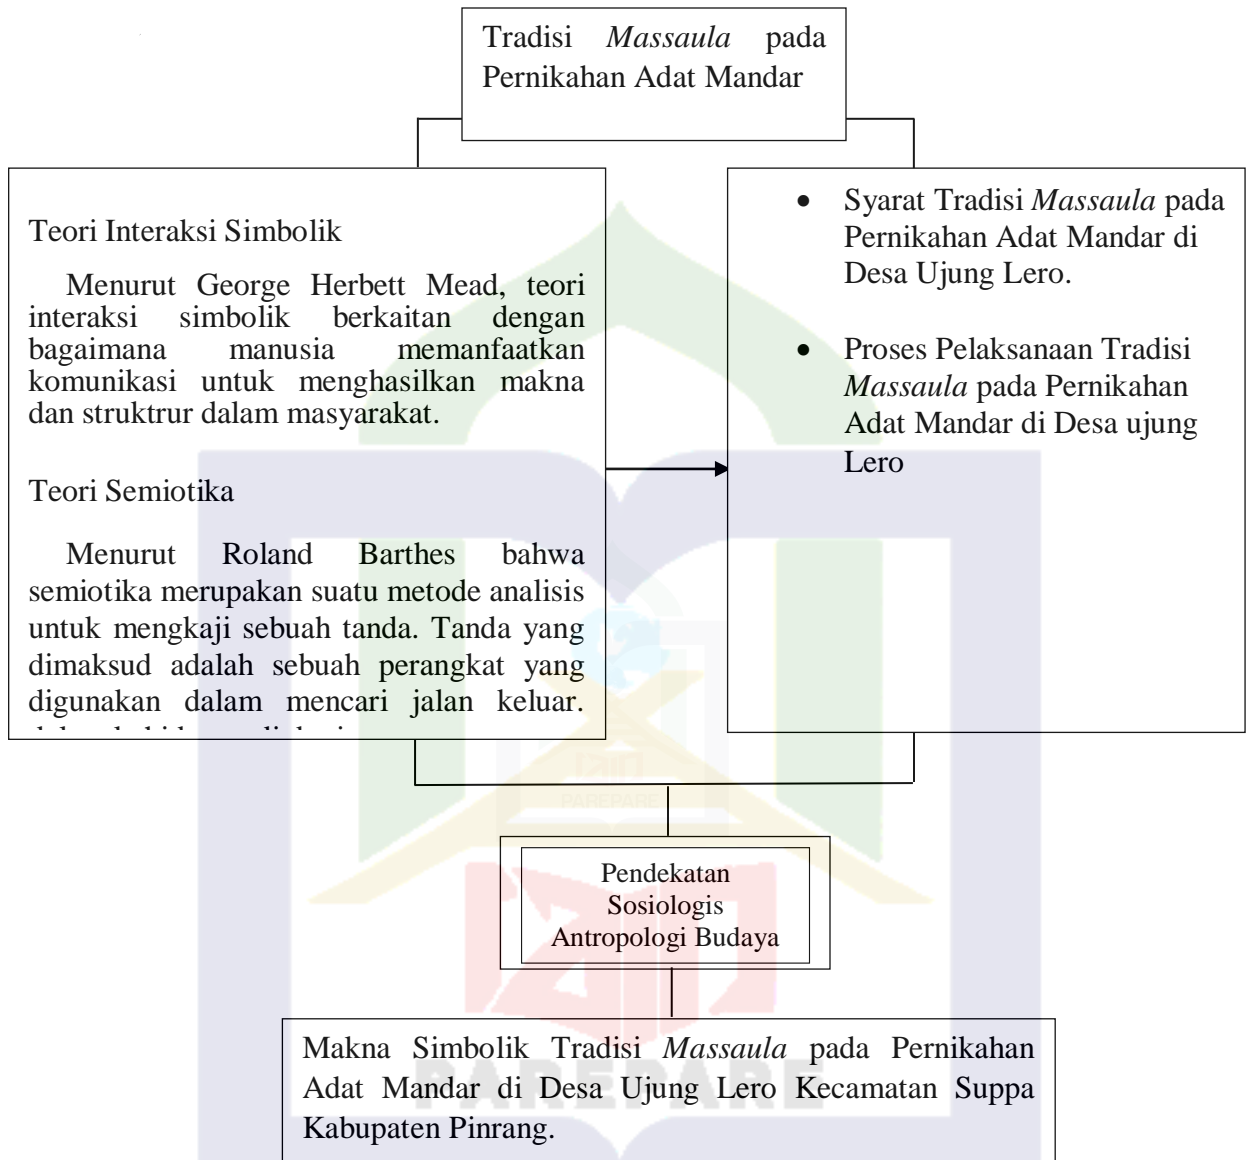 Tradisi Massaula pada
Pernikahan Adat Mandar
Teori Interaksi Simbolik
Menurut George Herbett Mead, teori
interaksi simbolik berkaitan dengan
bagaimana manusia memanfaatkan
komunikasi untuk menghasilkan makna
dan struktrur dalam masyarakat.
Teori Semiotika
Menurut Roland Barthes bahwa
semiotika merupakan suatu metode analisis
untuk mengkaji sebuah tanda. Tanda yang
dimaksud adalah sebuah perangkat yang
digunakan dalam mencari jalan keluar.
• Syarat Tradisi Massaula pada
Pernikahan Adat Mandar di
Desa Ujung Lero.
• Proses Pelaksanaan Tradisi
Massaula pada Pernikahan
Adat Mandar di Desa ujung
Lero
PAREPARE
Pendekatan
Sosiologis
Antropologi Budaya
Makna Simbolik Tradisi Massaula pada Pernikahan
Adat Mandar di Desa Ujung Lero Kecamatan Suppa
Kabupaten Pinrang.
PAREPARE